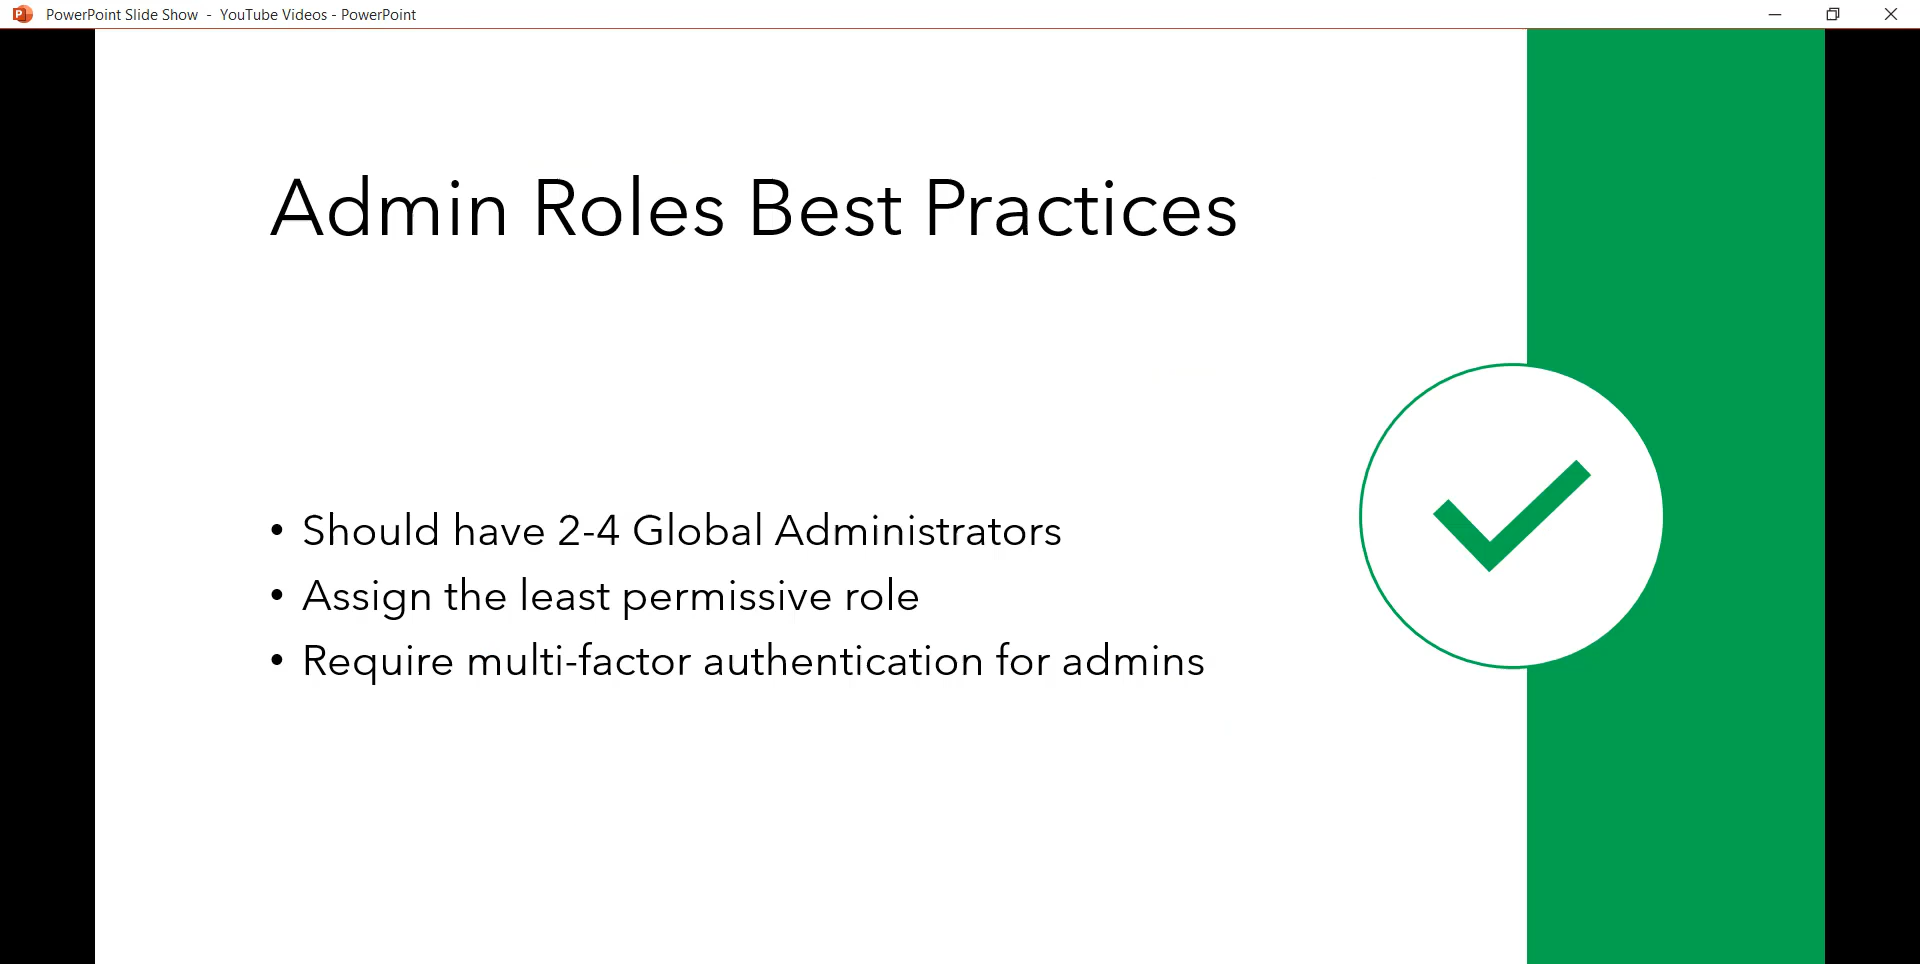 PowerPoint Slide Show - YouTube Videos - PowerPoint
Admin Roles Best Practices
• Should have 2-4 Global Administrators
• Assign the least permissive role
• Require multi-factor authentication for admins